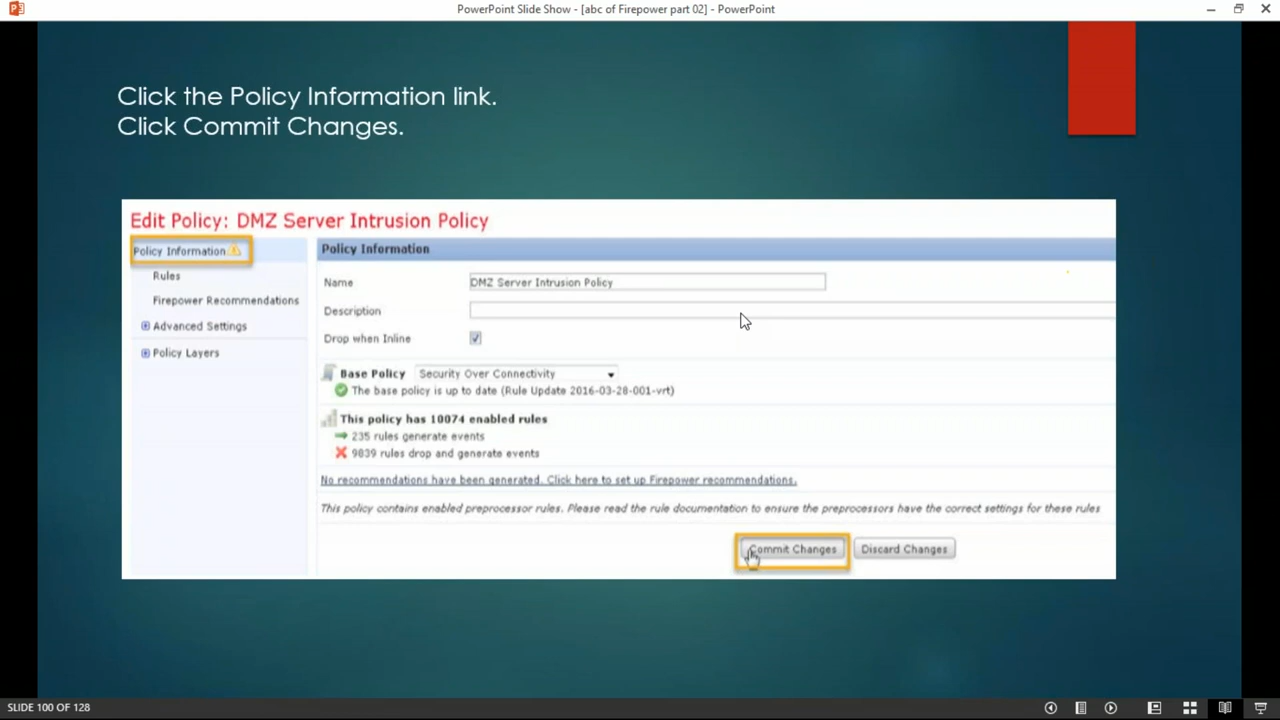 PowerPoint Slide Show - [abc of Firepower part 02] - PowerPoint
Click the Policy Information link.
Click Commit Changes.
Edit Policy: DMZ Server Intrusion Policy
Policy Information
Rules
Firepower Recommendations
Advanced Settings
Policy Layers
Policy Information
Name DMZ Server Intrusion Policy
Description
Drop when Inline
Base Policy Security Over Connectivity
The base policy is up to date (Rule Update 2016-03-28-001-vrt)
This policy has 10074 enabled rules
235 rules generate events
9839 rules drop and generate events
No recommendations have been generated. Click here to set up Firepower recommendations.
This policy contains enabled preprocessor rules. Please read the rule documentation to ensure the preprocessors have the correct settings for these rules
Commit Changes Discard Changes
SLIDE 100 OF 128